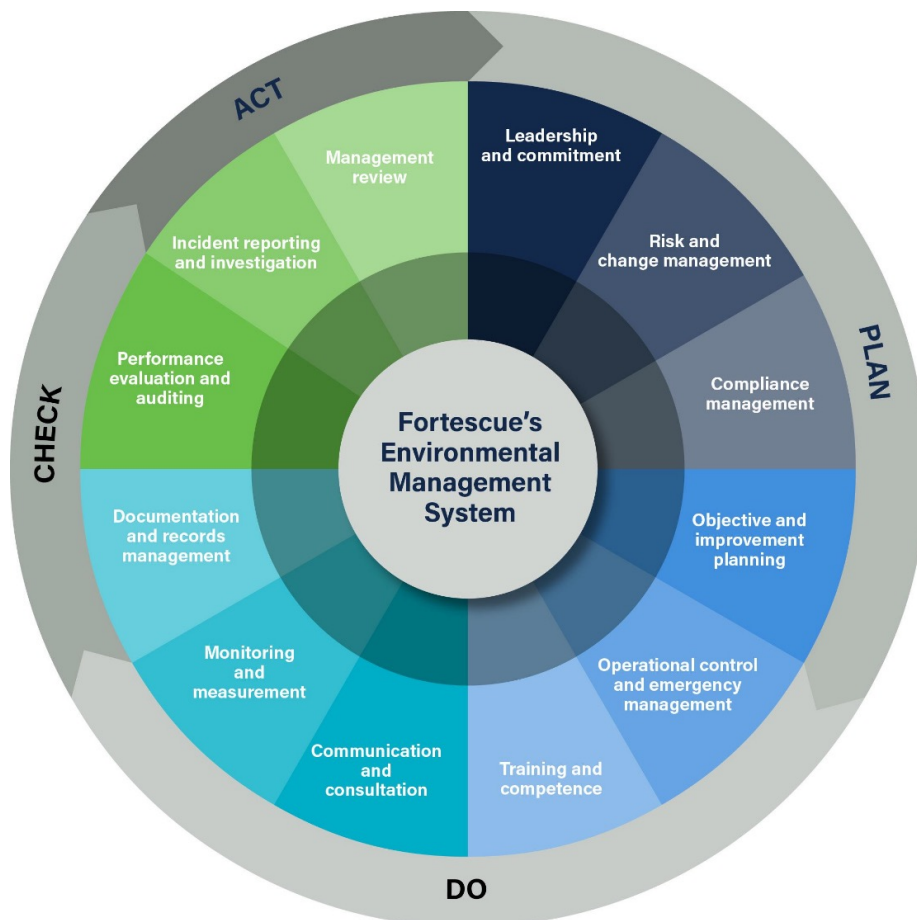 Fortescue's
Environmental
Management
System
PLAN
Leadership
and commitment
Risk and
change management
Compliance
management
Objective and
improvement
planning
DO
Operational control
and emergency
management
Training and
competence
Communication
and
consultation
Monitoring
and
measurement
CHECK
Documentation
and records
management
Performance
evaluation and
auditing
ACT
Incident reporting
and investigation
Management
review